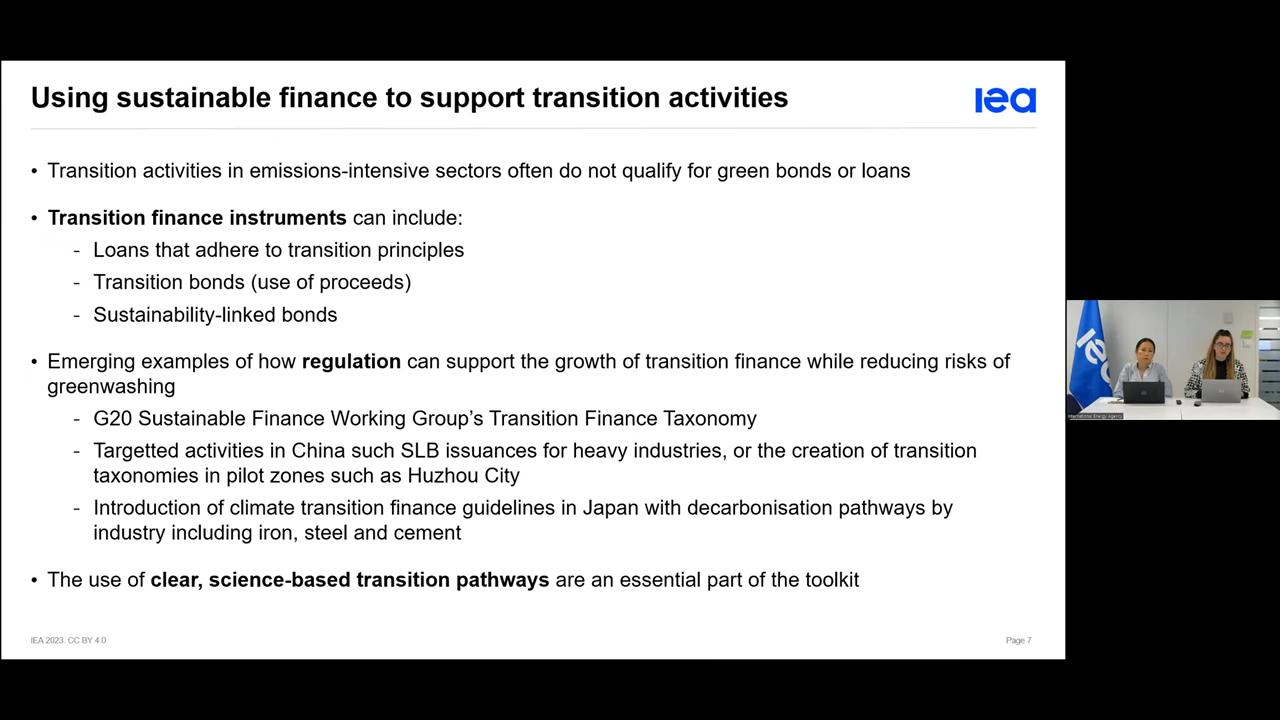 Using sustainable finance to support transition activities
iea
• Transition activities in emissions-intensive sectors often do not qualify for green bonds or loans
• Transition finance instruments can include:
- Loans that adhere to transition principles
- Transition bonds (use of proceeds)
- Sustainability-linked bonds
• Emerging examples of how regulation can support the growth of transition finance while reducing risks of
greenwashing
- G20 Sustainable Finance Working Group's Transition Finance Taxonomy
- Targetted activities in China such SLB issuances for heavy industries, or the creation of transition
taxonomies in pilot zones such as Huzhou City
- Introduction of climate transition finance guidelines in Japan with decarbonisation pathways by
industry including iron, steel and cement
• The use of clear, science-based transition pathways are an essential part of the toolkit
IEA 2023. CC BY 4.0.
Page 7
iea
International Energy Agency